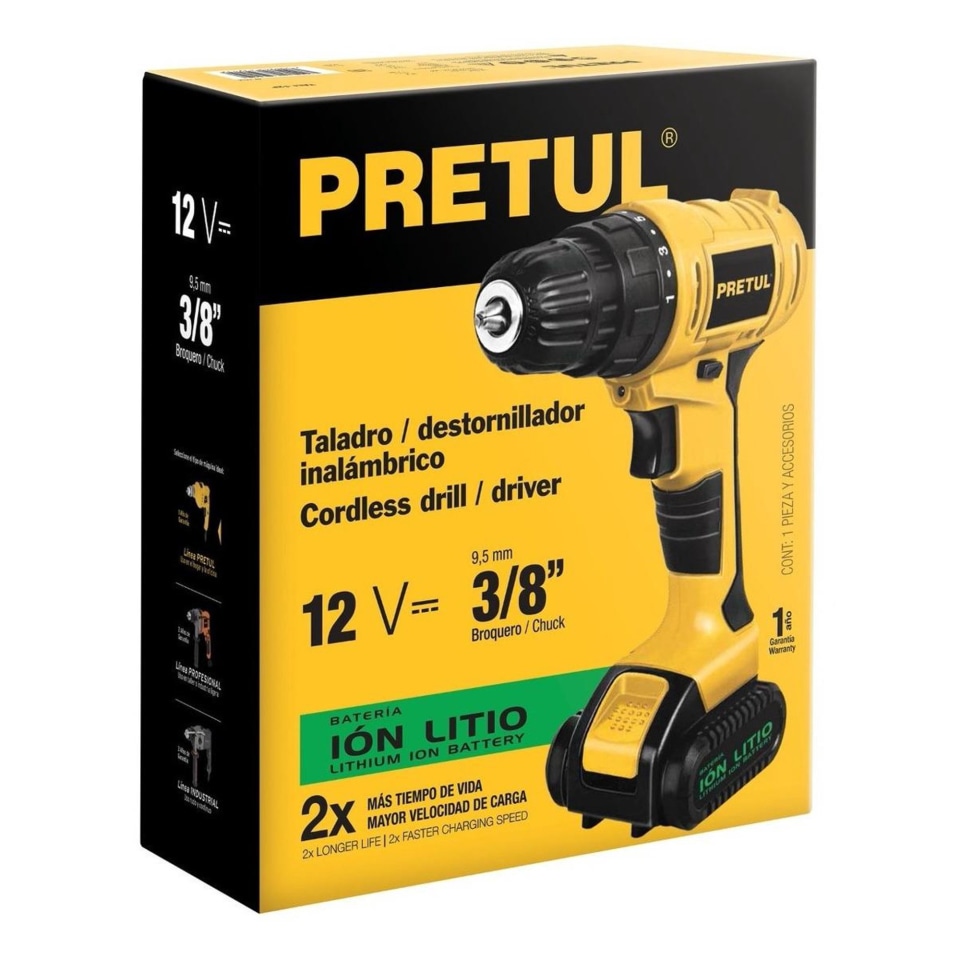 PRETUL®
PRETUL
1 3 5
Taladro / destornillador
inalámbrico
Cordless drill / driver
12 V
9,5 mm
3/8”
Broquero / Chuck
CONT: 1 PIEZA Y ACCESORIOS
1 año
Garantía
Warranty
BATERÍA
IÓN LITIO
LITHIUM ION BATTERY
2x
MÁS TIEMPO DE VIDA
MAYOR VELOCIDAD DE CARGA
2x LONGER LIFE | 2x FASTER CHARGING SPEED
BATERÍA
IÓN LITIO
LITHIUM ION BATTERY
12 V
9,5 mm
3/8”
Broquero / Chuck
Línea PRETUL
Línea PROFESIONAL
Línea INDUSTRIAL